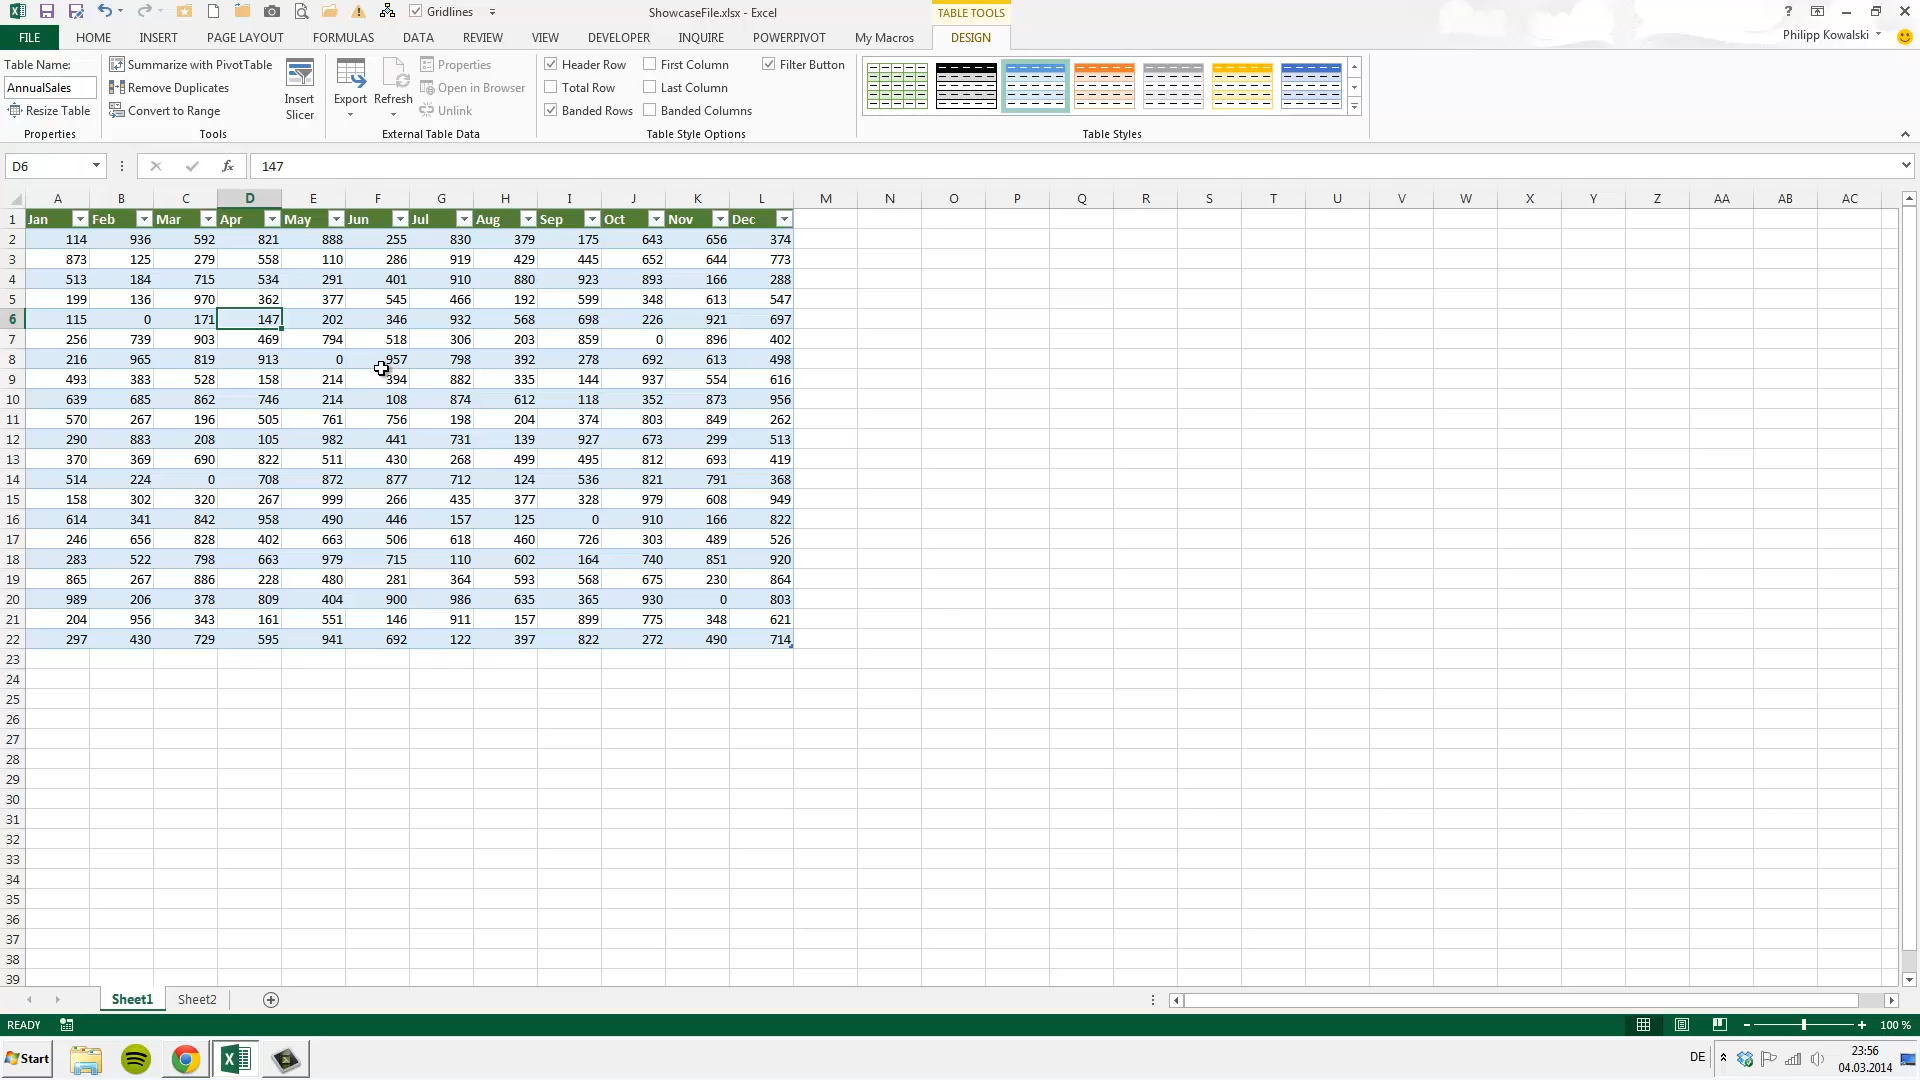 Gridlines
ShowcaseFile.xlsx - Excel
TABLE TOOLS
?
FILE HOME INSERT PAGE LAYOUT FORMULAS DATA REVIEW VIEW DEVELOPER INQUIRE POWERPIVOT My Macros DESIGN
Philipp Kowalski
Table Name:
AnnualSales
Resize Table
Properties
Summarize with PivotTable
Remove Duplicates
Convert to Range
Insert
Slicer
Tools
Export
Refresh
Properties
Open in Browser
Unlink
External Table Data
Header Row First Column Filter Button
Total Row Last Column
Banded Rows Banded Columns
Table Style Options
Table Styles
D6 fx 147
A B C D E F G H I J K L M N O P Q R S T U V W X Y Z AA AB AC
1 Jan Feb Mar Apr May Jun Jul Aug Sep Oct Nov Dec
2 114 936 592 821 888 255 830 379 175 643 656 374
3 873 125 279 558 110 286 919 429 445 652 644 773
4 513 184 715 534 291 401 910 880 923 893 166 288
5 199 136 970 362 377 545 466 192 599 348 613 547
6 115 0 171 147 202 346 932 568 698 226 921 697
7 256 739 903 469 794 518 306 203 859 0 896 402
8 216 965 819 913 0 957 798 392 278 692 613 498
9 493 383 528 158 214 394 882 335 144 937 554 616
10 639 685 862 746 214 108 874 612 118 352 873 956
11 570 267 196 505 761 756 198 204 374 803 849 262
12 290 883 208 105 982 441 731 139 927 673 299 513
13 370 369 690 822 511 430 268 499 495 812 693 419
14 514 224 0 708 872 877 712 124 536 821 791 368
15 158 302 320 267 999 266 435 377 328 979 608 949
16 614 341 842 958 490 446 157 125 0 910 166 822
17 246 656 828 402 663 506 618 460 726 303 489 526
18 283 522 798 663 979 715 110 602 164 740 851 920
19 865 267 886 228 480 281 364 593 568 675 230 864
20 989 206 378 809 404 900 986 635 365 930 0 803
21 204 956 343 161 551 146 911 157 899 775 348 621
22 297 430 729 595 941 692 122 397 822 272 490 714
23
24
25
26
27
28
29
30
31
32
33
34
35
36
37
38
39
Sheet1 Sheet2
READY
100 %
Start
DE
23:56
04.03.2014